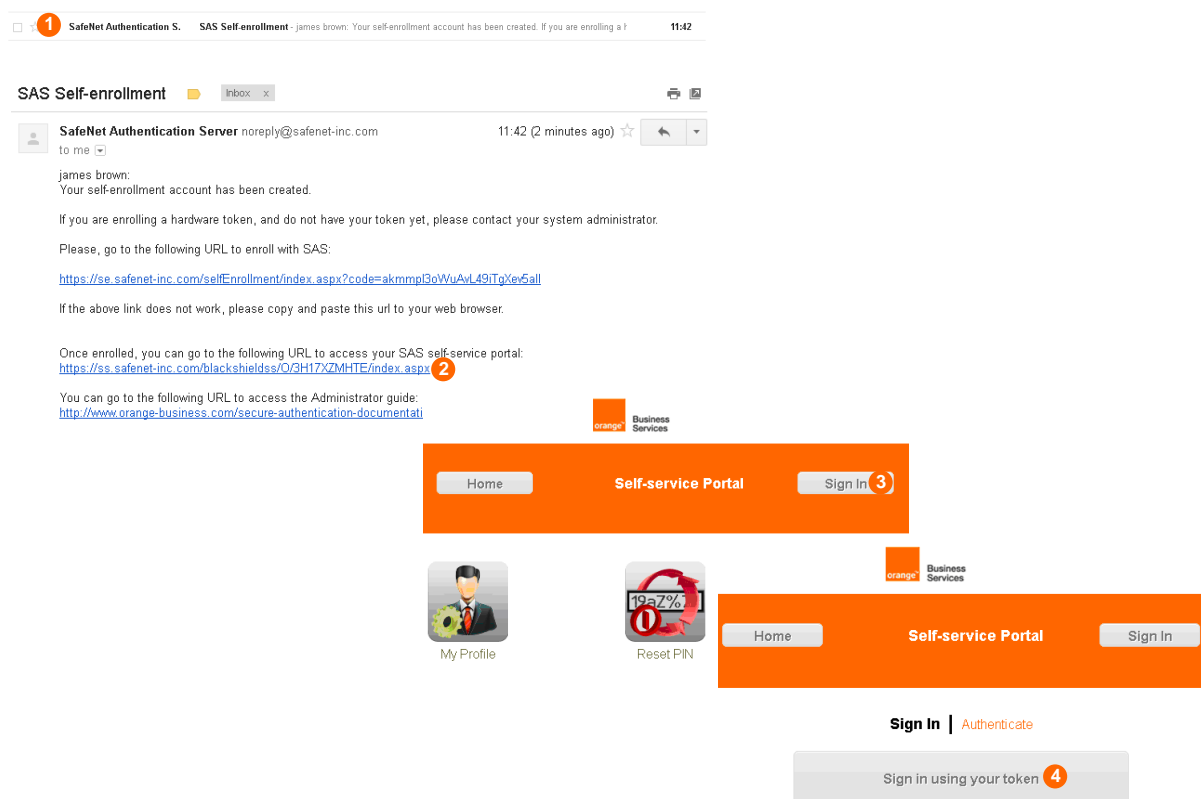 1 SafeNet Authentication S. SAS Self-enrollment - james brown: Your self-enrollment account has been created. If you are enrolling a h 11:42
SAS Self-enrollment Inbox x
SafeNet Authentication Server noreply@safenet-inc.com 11:42 (2 minutes ago)
to me
james brown:
Your self-enrollment account has been created.
If you are enrolling a hardware token, and do not have your token yet, please contact your system administrator.
Please, go to the following URL to enroll with SAS:
https://se.safenet-inc.com/selfEnrollment/index.aspx?code=akmmpl3oWuAvL49iTgXev5all
If the above link does not work, please copy and paste this url to your web browser.
Once enrolled, you can go to the following URL to access your SAS self-service portal:
https://ss.safenet-inc.com/blackshieldss/O/3H17XZMHTE/index.aspx 2
You can go to the following URL to access the Administrator guide:
http://www.orange-business.com/secure-authentication-documentati
orange™ Business
Services
Home Self-service Portal Sign In 3
19aZ%
My Profile Reset PIN
orange™ Business
Services
Home Self-service Portal Sign In
Sign In | Authenticate
Sign in using your token 4